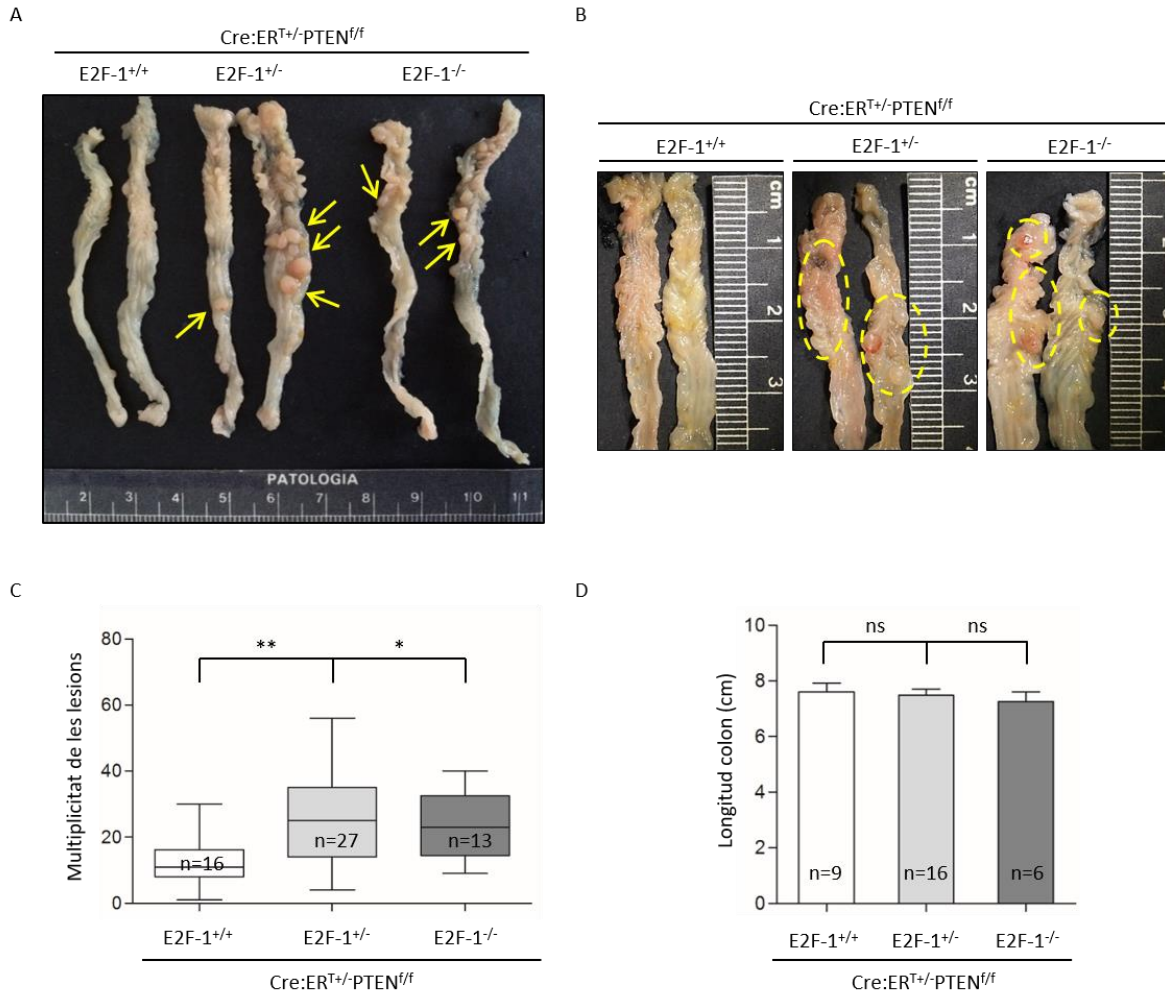 A
Cre:ER^T+/-PTEN^f/f
E2F-1^+/+ E2F-1^+/- E2F-1^-/-
PATOLOGIA
2 3 4 5 6 7 8 9 10 11
B
Cre:ER^T+/-PTEN^f/f
E2F-1^+/+ E2F-1^+/- E2F-1^-/-
cm cm
1 1
2 2
3 3
C
Multiplicitat de les lesions
80
60
40
20
0
** *
n=16 n=27 n=13
E2F-1^+/+ E2F-1^+/- E2F-1^-/-
Cre:ER^T+/-PTEN^f/f
D
Longitud colon (cm)
10
8
6
4
2
0
ns ns
n=9 n=16 n=6
E2F-1^+/+ E2F-1^+/- E2F-1^-/-
Cre:ER^T+/-PTEN^f/f